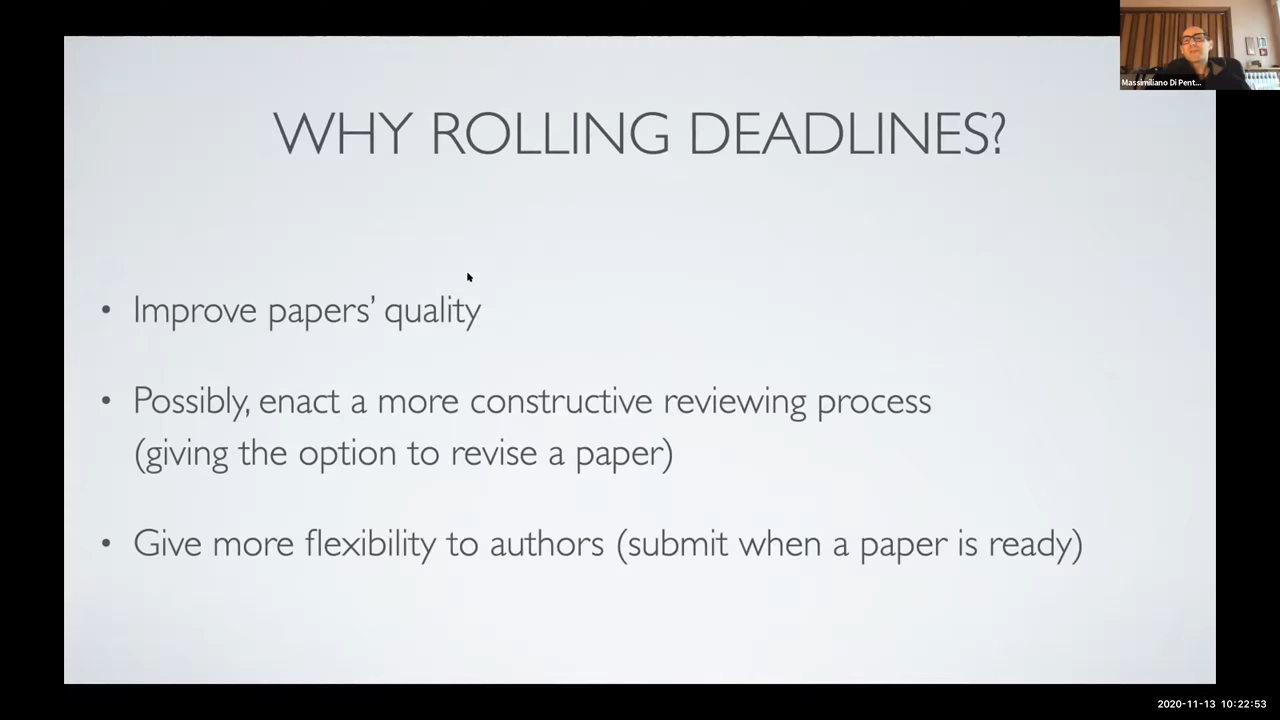 Massimiliano Di Pent...
WHY ROLLING DEADLINES?
• Improve papers’ quality
• Possibly, enact a more constructive reviewing process
(giving the option to revise a paper)
• Give more flexibility to authors (submit when a paper is ready)
2020-11-13 10:22:53